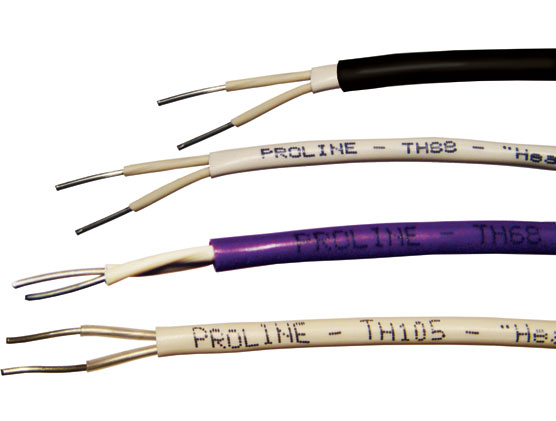 PROLINE - TH88 - "Hea
PROLINE - TH68
PROLINE - TH105 - "Hea